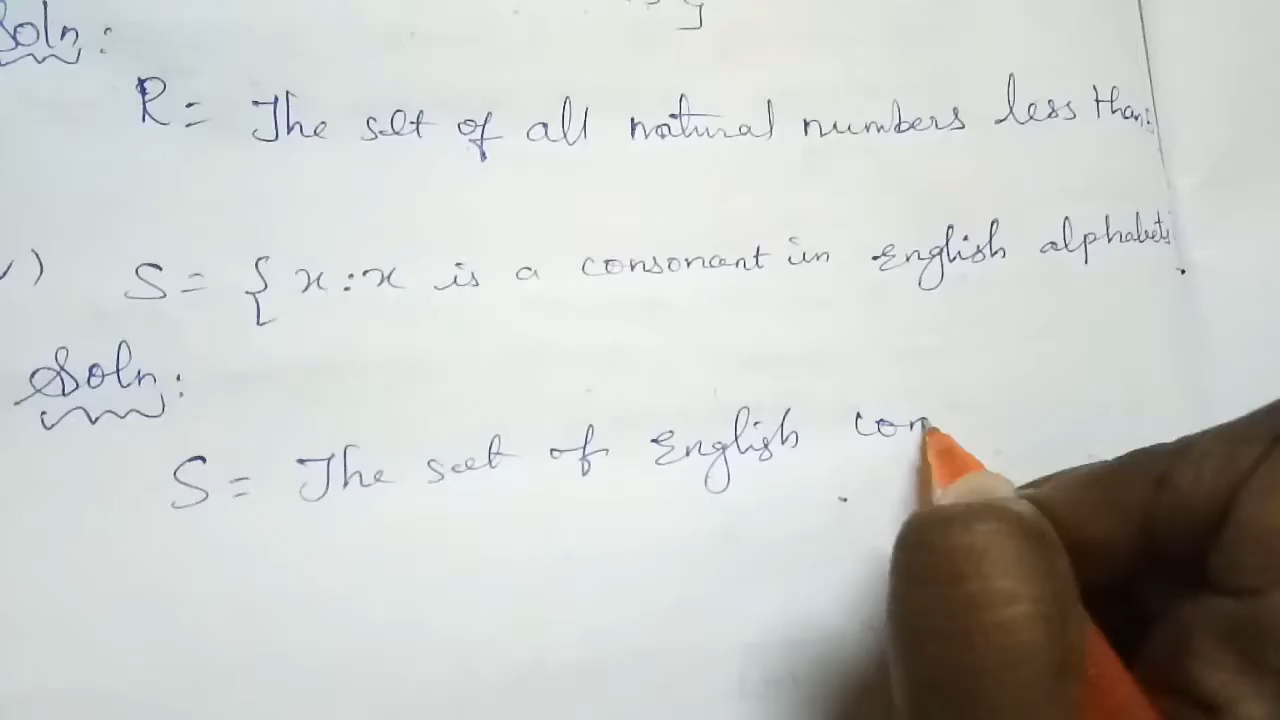 Soln:
R= The set of all natural numbers less than
) S= { x:x is a consonant in English alphabets
Soln:
S= The set of English con